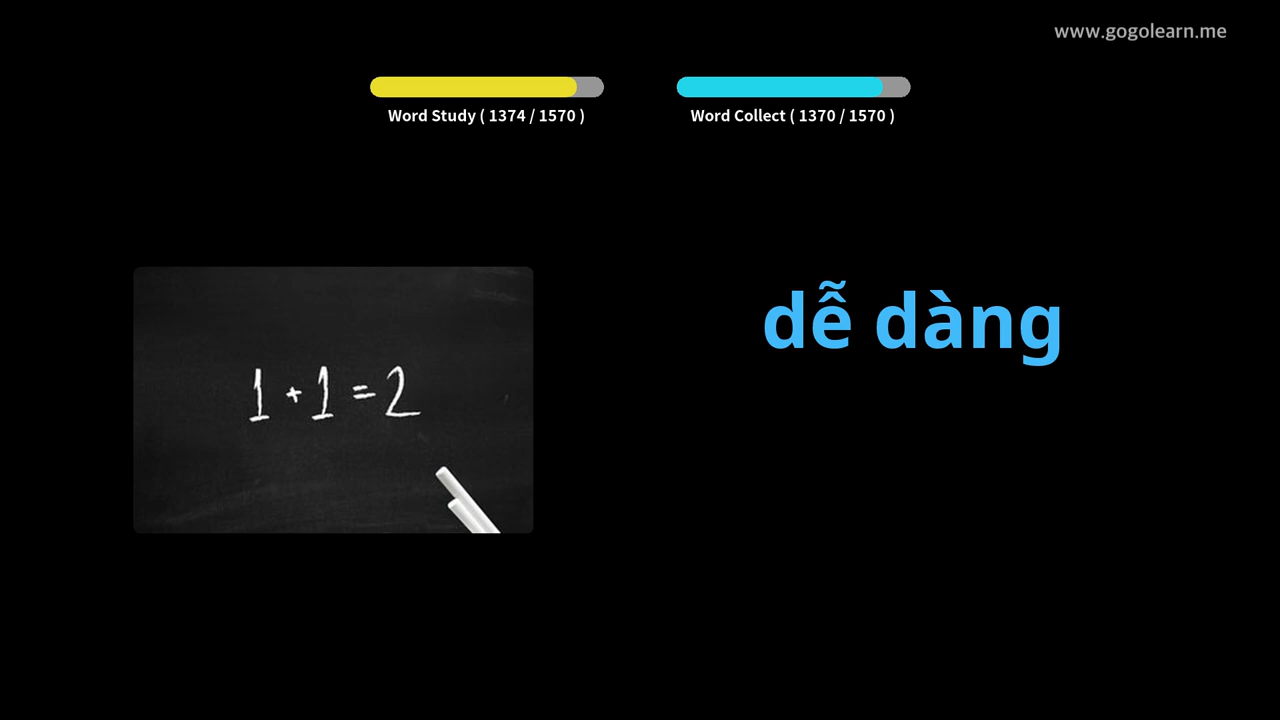 www.gogolearn.me
Word Study ( 1374 / 1570 )
Word Collect ( 1370 / 1570 )
dễ dàng
1 + 1 = 2